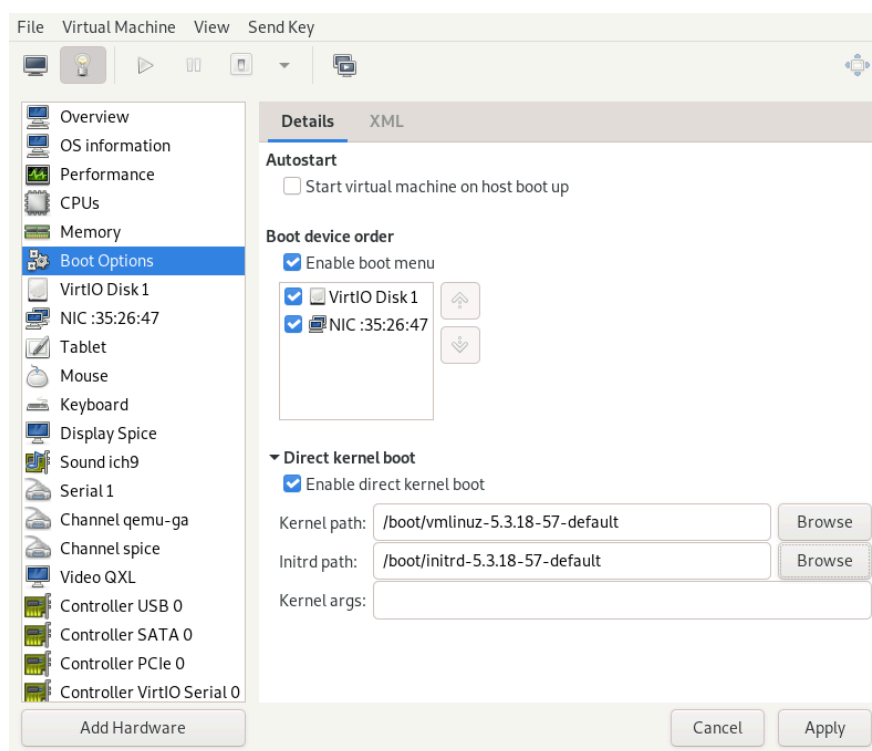 File Virtual Machine View Send Key
Overview
OS information
Performance
CPUs
Memory
Boot Options
VirtIO Disk 1
NIC :35:26:47
Tablet
Mouse
Keyboard
Display Spice
Sound ich9
Serial 1
Channel qemu-ga
Channel spice
Video QXL
Controller USB 0
Controller SATA 0
Controller PCIe 0
Controller VirtIO Serial 0
Add Hardware
Details XML
Autostart
Start virtual machine on host boot up
Boot device order
Enable boot menu
VirtIO Disk 1
NIC :35:26:47
Direct kernel boot
Enable direct kernel boot
Kernel path: /boot/vmlinuz-5.3.18-57-default Browse
Initrd path: /boot/initrd-5.3.18-57-default Browse
Kernel args:
Cancel Apply